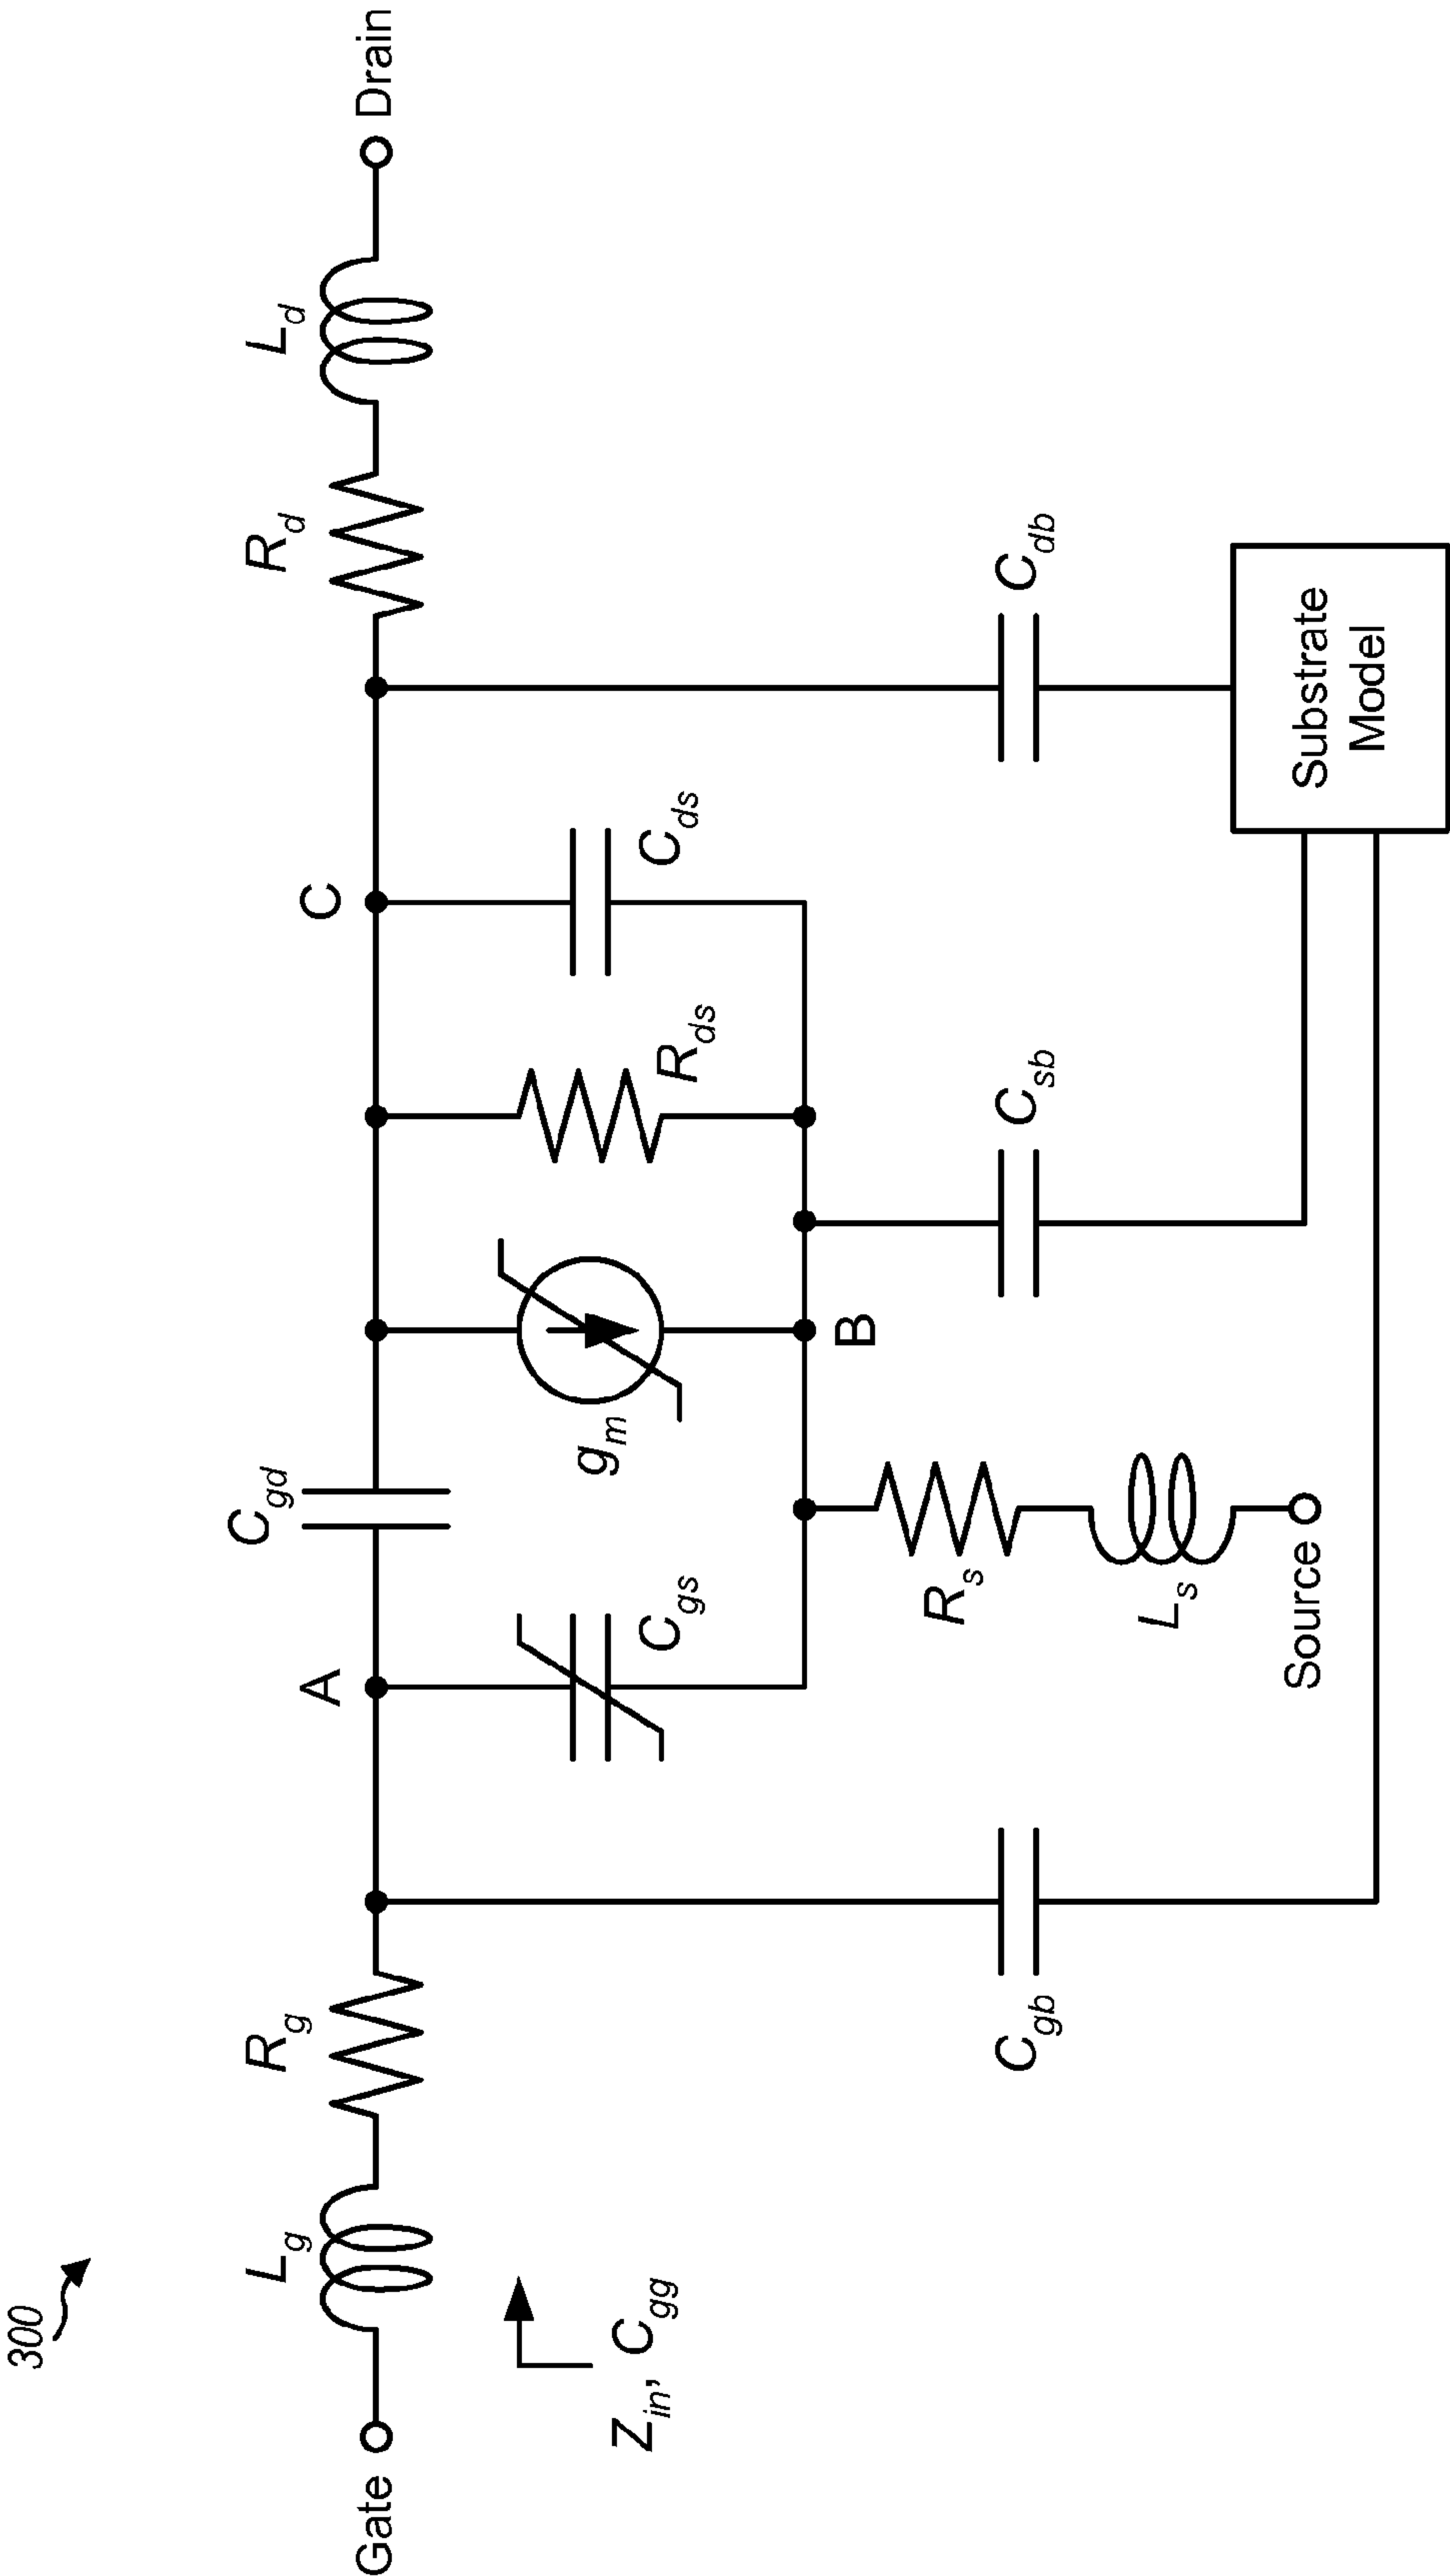 300
Gate
L_g
R_g
Z_in, C_gg
C_gb
A
C_gs
C_gd
g_m
B
R_s
L_s
Source
R_ds
C_sb
C
C_ds
R_d
L_d
Drain
C_db
Substrate
Model